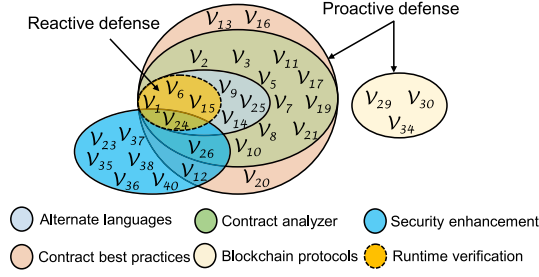 Reactive defense
Proactive defense
𝒱13 𝒱16
𝒱2 𝒱3 𝒱11
𝒱6 𝒱9 𝒱5 𝒱17
𝒱1 𝒱15 𝒱25 𝒱7 𝒱19
𝒱29 𝒱30
𝒱24 𝒱14 𝒱8 𝒱21
𝒱34
𝒱23 𝒱37 𝒱26 𝒱10
𝒱35 𝒱38 𝒱12
𝒱36 𝒱40 𝒱20
Alternate languages Contract analyzer Security enhancement
Contract best practices Blockchain protocols Runtime verification